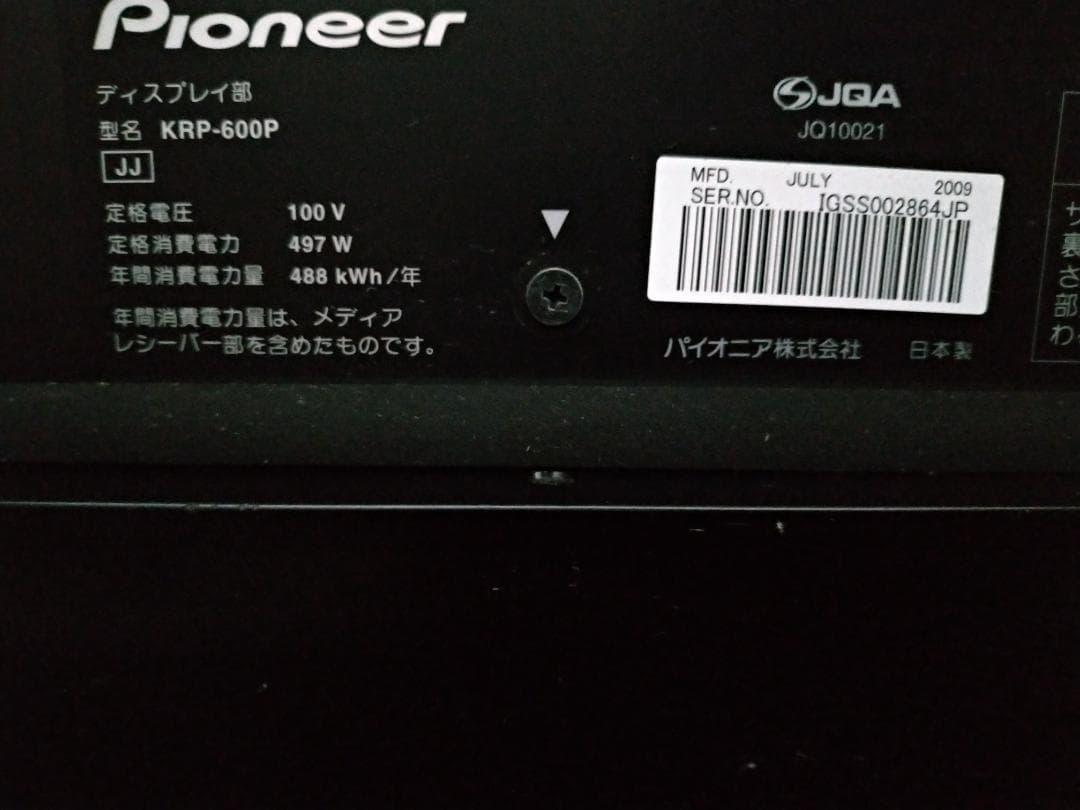 Pioneer
ディスプレイ部
型名 KRP-600P
JJ
定格電圧 100 V
定格消費電力 497 W
年間消費電力量 488 kWh/年
年間消費電力量は、メディア
レシーバー部を含めたものです。
JQA
JQ10021
MFD. JULY 2009
SER.NO. IGSS002864JP
パイオニア株式会社 日本製
裏
さ
部
わ